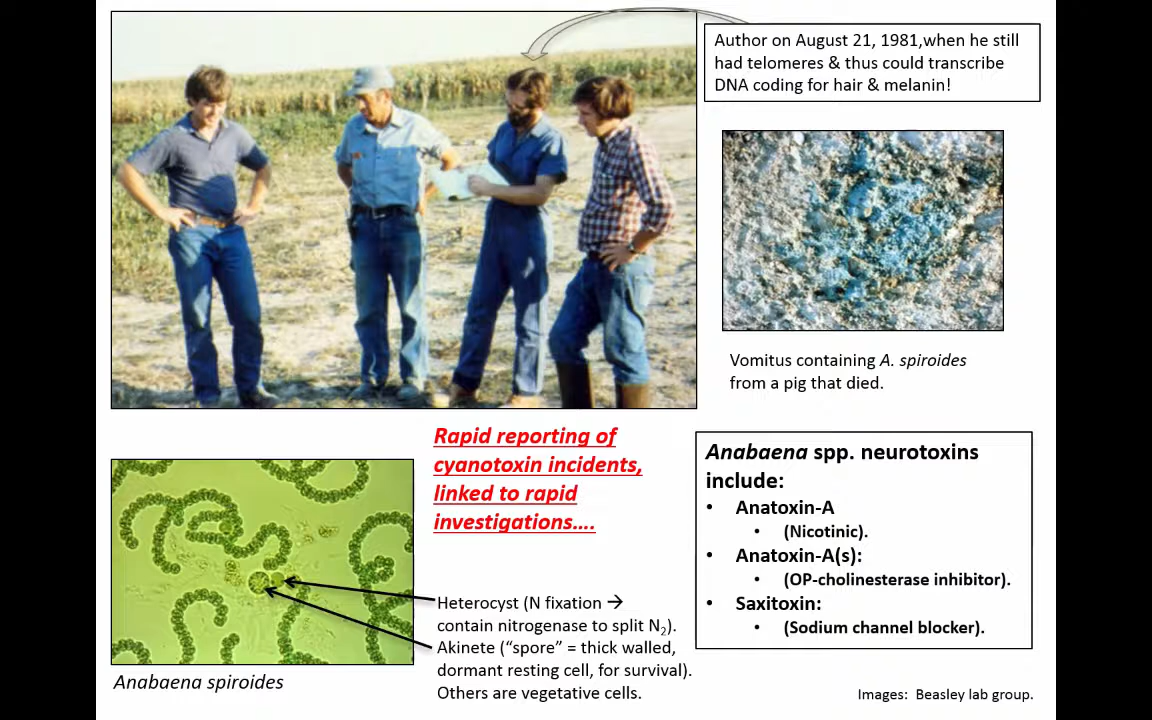 Author on August 21, 1981,when he still
had telomeres & thus could transcribe
DNA coding for hair & melanin!
Vomitus containing A. spiroides
from a pig that died.
Rapid reporting of
cyanotoxin incidents,
linked to rapid
investigations….
Anabaena spp. neurotoxins
include:
• Anatoxin-A
• (Nicotinic).
• Anatoxin-A(s):
• (OP-cholinesterase inhibitor).
• Saxitoxin:
• (Sodium channel blocker).
Heterocyst (N fixation →
contain nitrogenase to split N₂).
Akinete (“spore” = thick walled,
dormant resting cell, for survival).
Others are vegetative cells.
Anabaena spiroides
Images:  Beasley lab group.